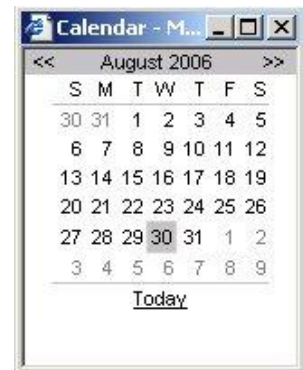 Calendar - M...
<< August 2006 >>
S M T W T F S
30 31 1 2 3 4 5
6 7 8 9 10 11 12
13 14 15 16 17 18 19
20 21 22 23 24 25 26
27 28 29 30 31 1 2
3 4 5 6 7 8 9
Today